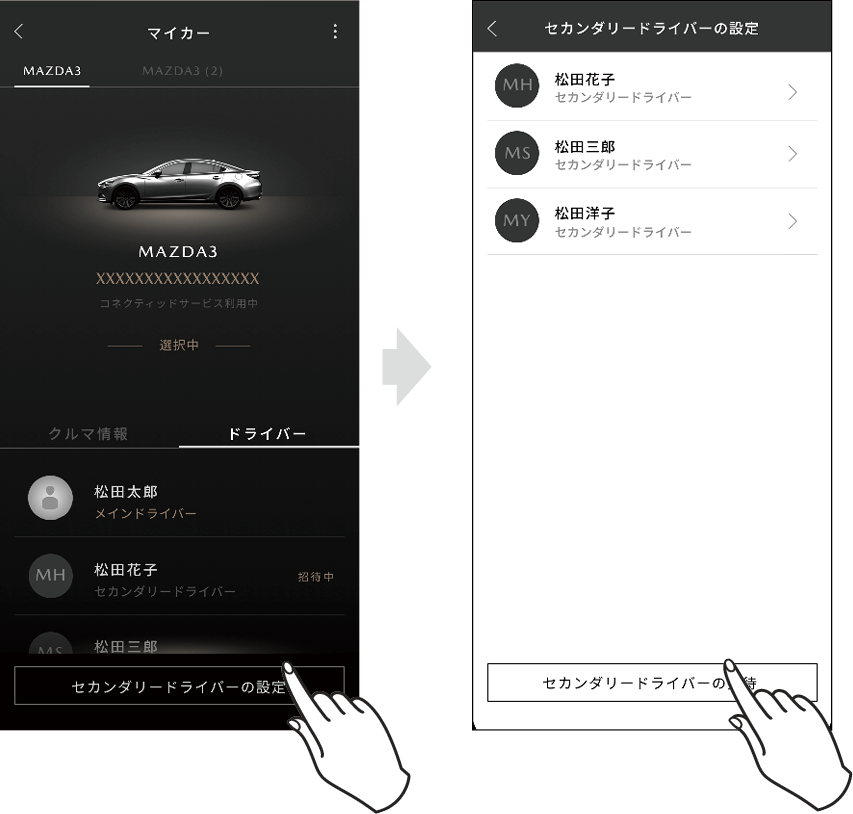 マイカー
MAZDA3
MAZDA3 (2)
MAZDA3
XXXXXXXXXXXXXXXXX
コネクティッドサービス利用中
選択中
クルマ情報
ドライバー
松田太郎
メインドライバー
MH
松田花子
セカンダリードライバー
招待中
MS
松田三郎
セカンダリードライバーの設定
セカンダリードライバーの設定
MH
松田花子
セカンダリードライバー
MS
松田三郎
セカンダリードライバー
MY
松田洋子
セカンダリードライバー
セカンダリードライバーの招待